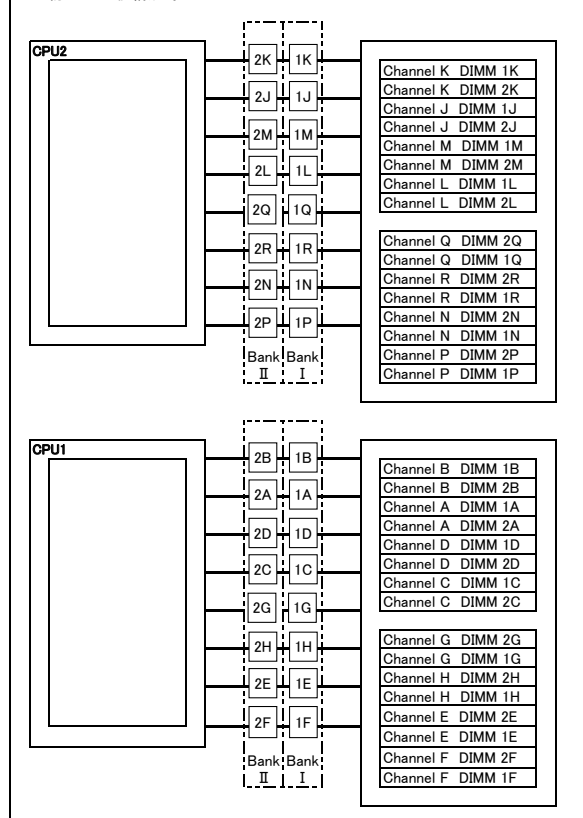 CPU2
2K 1K
2J 1J
2M 1M
2L 1L
2Q 1Q
2R 1R
2N 1N
2P 1P
Bank Bank
Ⅱ Ⅰ
Channel K DIMM 1K
Channel K DIMM 2K
Channel J DIMM 1J
Channel J DIMM 2J
Channel M DIMM 1M
Channel M DIMM 2M
Channel L DIMM 1L
Channel L DIMM 2L
Channel Q DIMM 2Q
Channel Q DIMM 1Q
Channel R DIMM 2R
Channel R DIMM 1R
Channel N DIMM 2N
Channel N DIMM 1N
Channel P DIMM 2P
Channel P DIMM 1P
CPU1
2B 1B
2A 1A
2D 1D
2C 1C
2G 1G
2H 1H
2E 1E
2F 1F
Bank Bank
Ⅱ Ⅰ
Channel B DIMM 1B
Channel B DIMM 2B
Channel A DIMM 1A
Channel A DIMM 2A
Channel D DIMM 1D
Channel D DIMM 2D
Channel C DIMM 1C
Channel C DIMM 2C
Channel G DIMM 2G
Channel G DIMM 1G
Channel H DIMM 2H
Channel H DIMM 1H
Channel E DIMM 2E
Channel E DIMM 1E
Channel F DIMM 2F
Channel F DIMM 1F